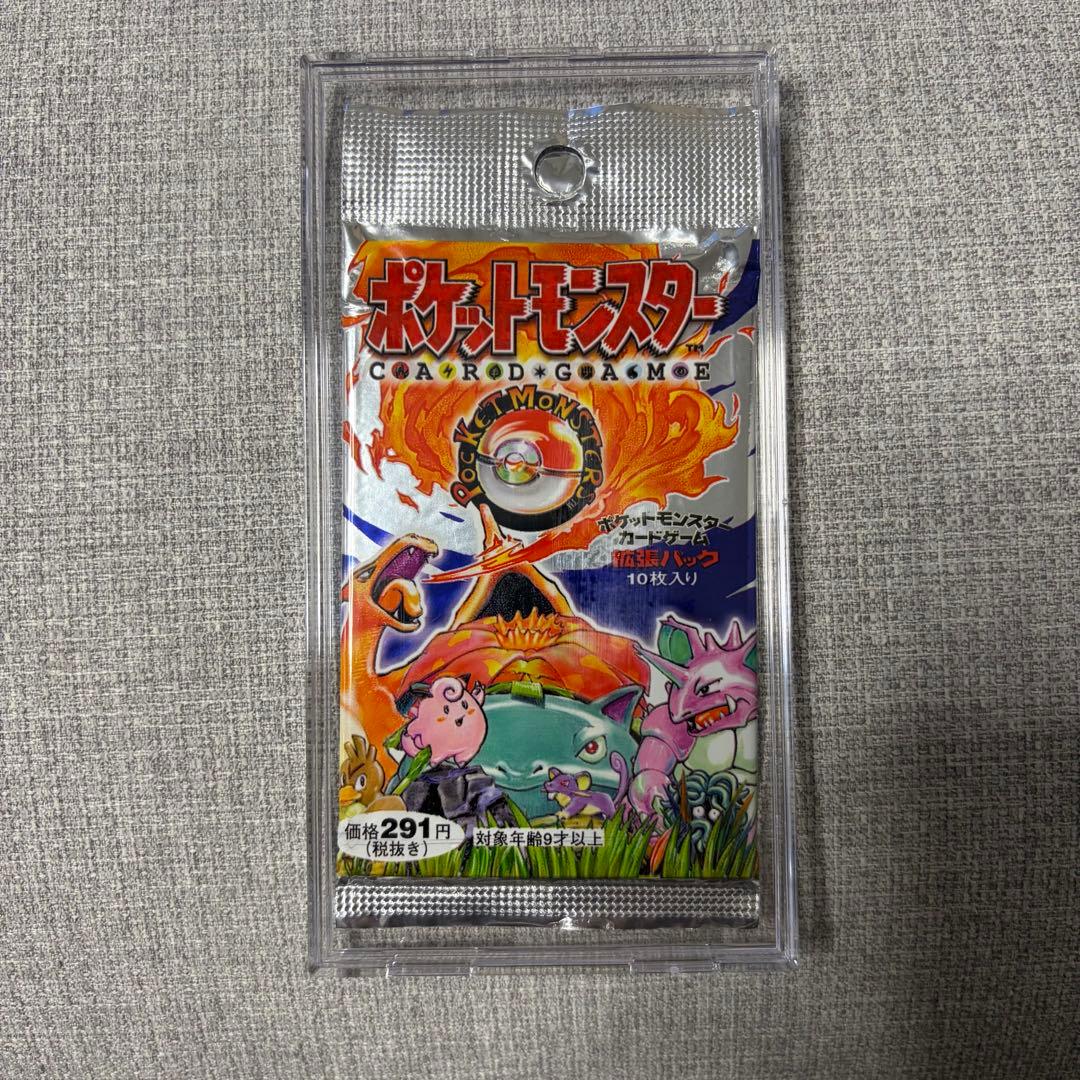 ポケットモンスター
TM
CARD GAME
POCKET MONSTERS
ポケットモンスター
カードゲーム
拡張パック
10枚入り
価格291円
(税抜き)
対象年齢9才以上